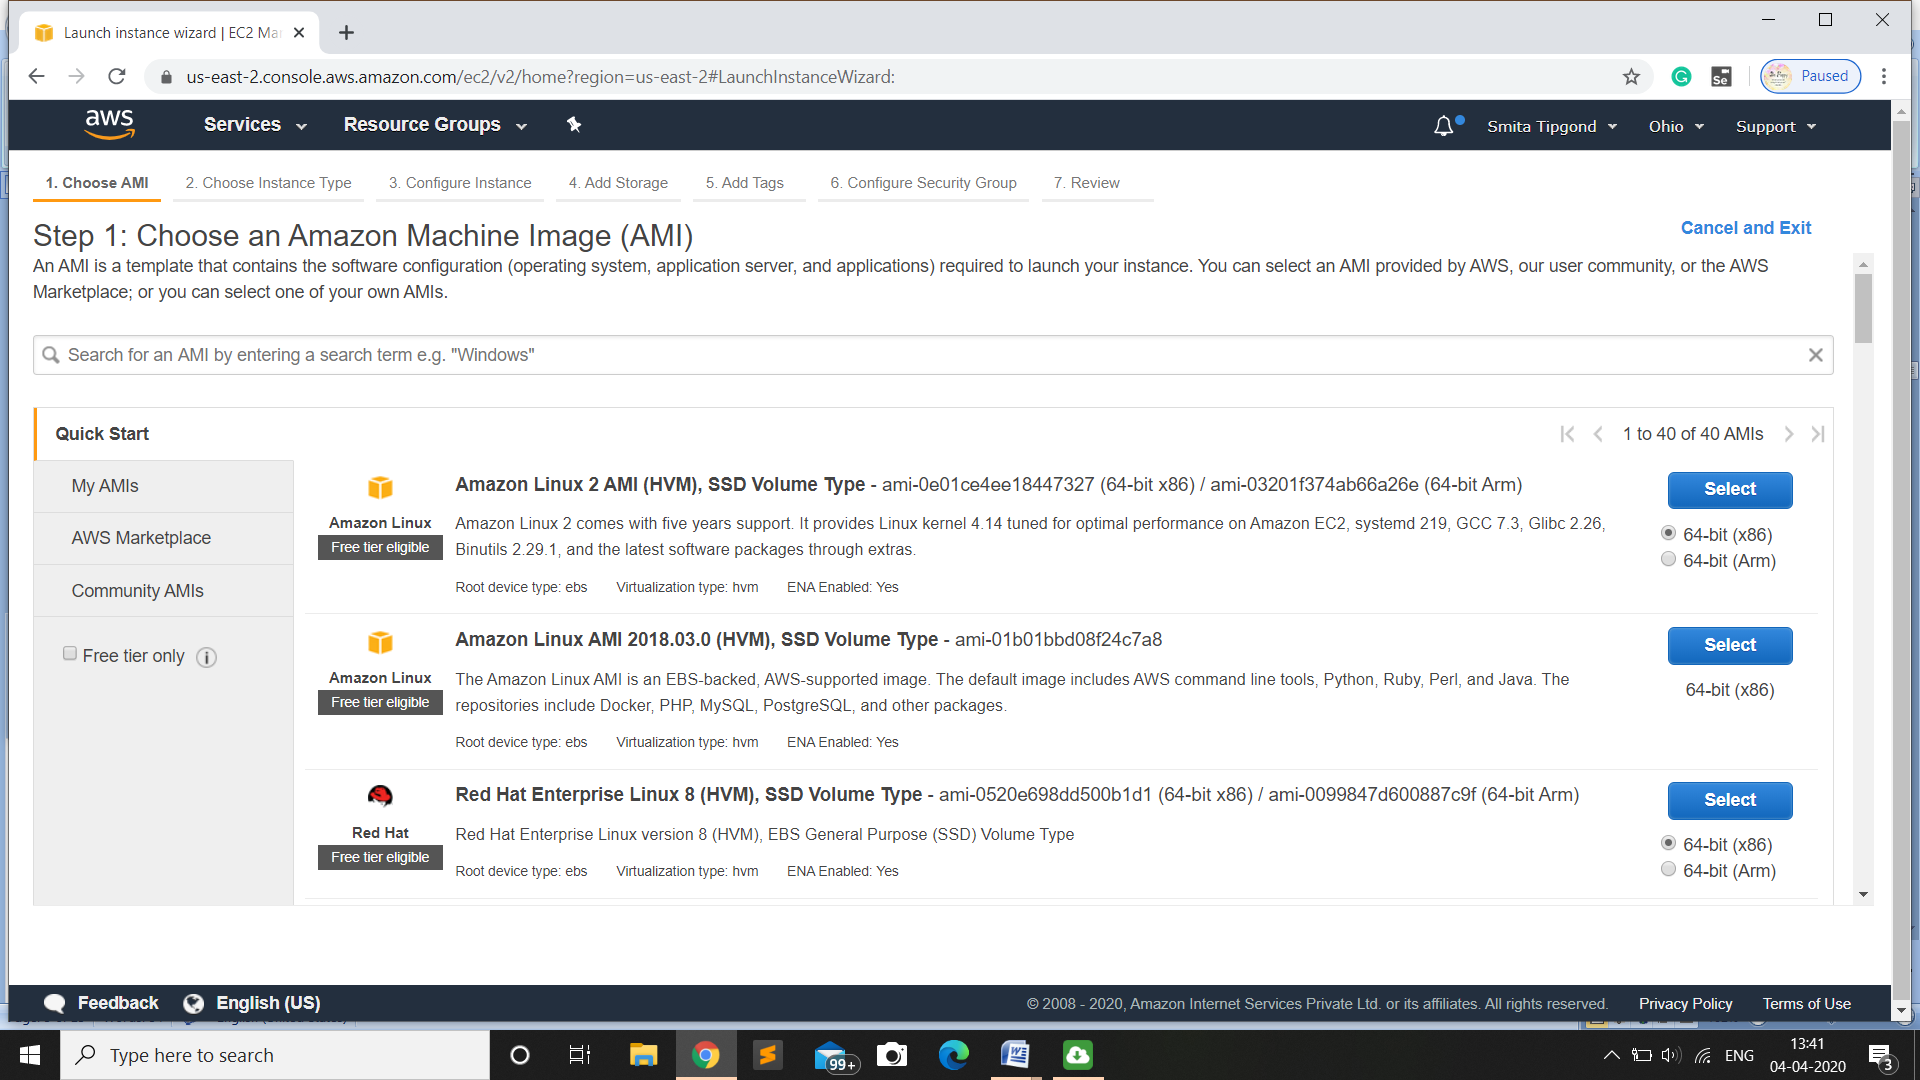 Launch instance wizard | EC2 Ma
us-east-2.console.aws.amazon.com/ec2/v2/home?region=us-east-2#LaunchInstanceWizard:
Se
Paused
aws
Services
Resource Groups
Smita Tipgond
Ohio
Support
1. Choose AMI
2. Choose Instance Type
3. Configure Instance
4. Add Storage
5. Add Tags
6. Configure Security Group
7. Review
Step 1: Choose an Amazon Machine Image (AMI)
Cancel and Exit
An AMI is a template that contains the software configuration (operating system, application server, and applications) required to launch your instance. You can select an AMI provided by AWS, our user community, or the AWS
Marketplace; or you can select one of your own AMIs.
Search for an AMI by entering a search term e.g. "Windows"
Quick Start
1 to 40 of 40 AMIs
My AMIs
AWS Marketplace
Community AMIs
Free tier only
Amazon Linux
Free tier eligible
Amazon Linux 2 AMI (HVM), SSD Volume Type - ami-0e01ce4ee18447327 (64-bit x86) / ami-03201f374ab66a26e (64-bit Arm)
Amazon Linux 2 comes with five years support. It provides Linux kernel 4.14 tuned for optimal performance on Amazon EC2, systemd 219, GCC 7.3, Glibc 2.26,
Binutils 2.29.1, and the latest software packages through extras.
Root device type: ebs Virtualization type: hvm ENA Enabled: Yes
Select
64-bit (x86)
64-bit (Arm)
Amazon Linux
Free tier eligible
Amazon Linux AMI 2018.03.0 (HVM), SSD Volume Type - ami-01b01bbd08f24c7a8
The Amazon Linux AMI is an EBS-backed, AWS-supported image. The default image includes AWS command line tools, Python, Ruby, Perl, and Java. The
repositories include Docker, PHP, MySQL, PostgreSQL, and other packages.
Root device type: ebs Virtualization type: hvm ENA Enabled: Yes
Select
64-bit (x86)
Red Hat
Free tier eligible
Red Hat Enterprise Linux 8 (HVM), SSD Volume Type - ami-0520e698dd500b1d1 (64-bit x86) / ami-0099847d600887c9f (64-bit Arm)
Red Hat Enterprise Linux version 8 (HVM), EBS General Purpose (SSD) Volume Type
Root device type: ebs Virtualization type: hvm ENA Enabled: Yes
Select
64-bit (x86)
64-bit (Arm)
Feedback
English (US)
© 2008 - 2020, Amazon Internet Services Private Ltd. or its affiliates. All rights reserved.
Privacy Policy
Terms of Use
Type here to search
99+
ENG
13:41
04-04-2020
3